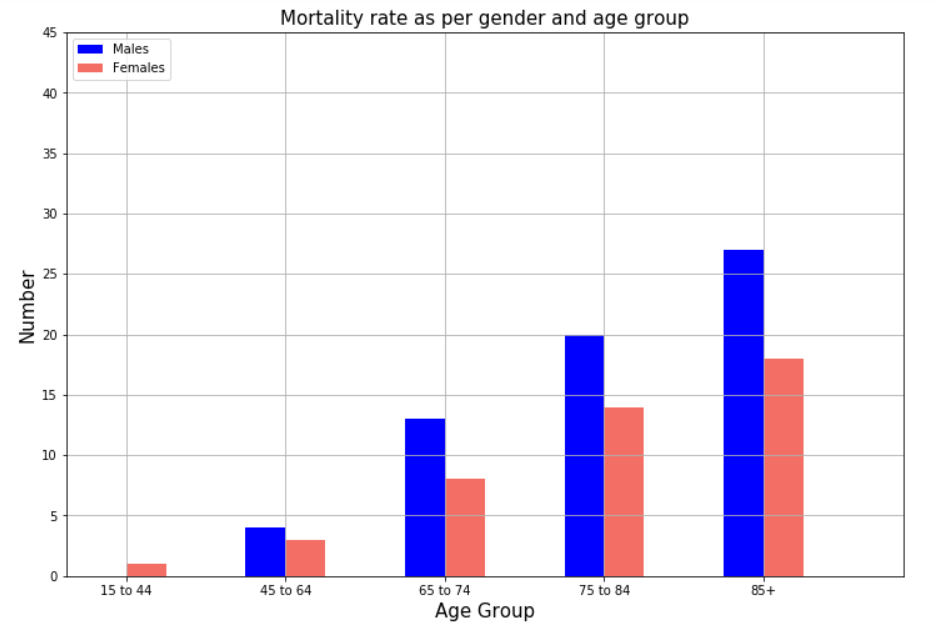 Mortality rate as per gender and age group
Males
Females
45
40
35
30
25
20
15
10
5
0
Number
15 to 44 45 to 64 65 to 74 75 to 84 85+
Age Group